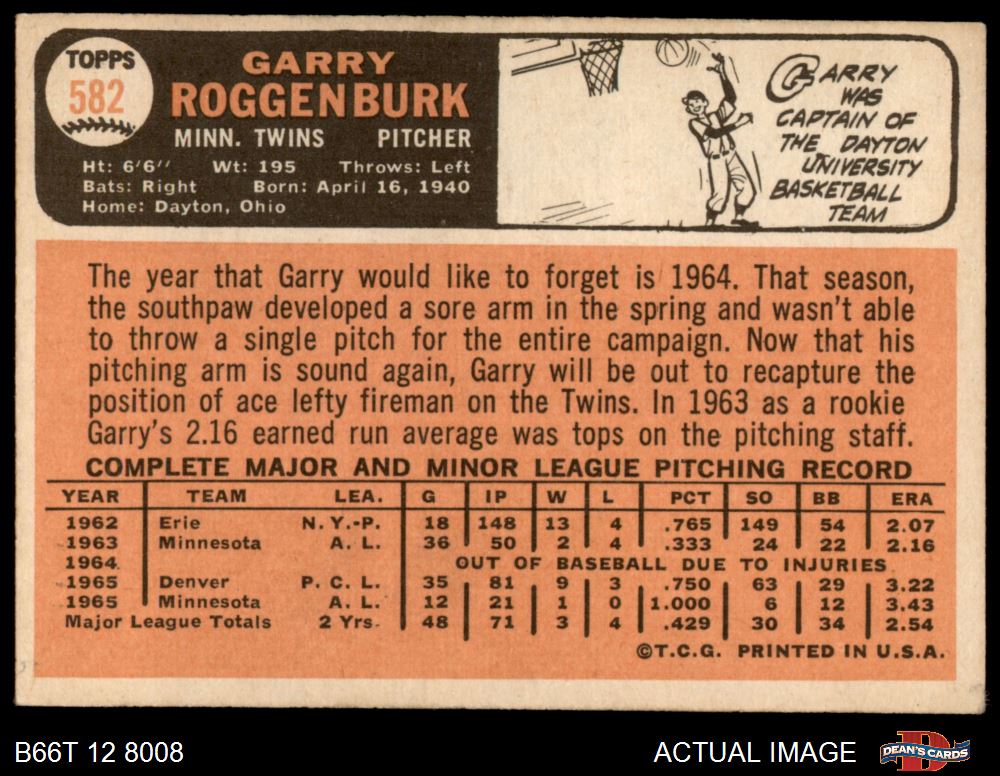 TOPPS
582
GARRY
ROGGENBURK
MINN. TWINS PITCHER
Ht: 6'6" Wt: 195 Throws: Left
Bats: Right Born: April 16, 1940
Home: Dayton, Ohio
GARRY
WAS
CAPTAIN OF
THE DAYTON
UNIVERSITY
BASKETBALL
TEAM
The year that Garry would like to forget is 1964. That season,
the southpaw developed a sore arm in the spring and wasn't able
to throw a single pitch for the entire campaign. Now that his
pitching arm is sound again, Garry will be out to recapture the
position of ace lefty fireman on the Twins. In 1963 as a rookie
Garry's 2.16 earned run average was tops on the pitching staff.
COMPLETE MAJOR AND MINOR LEAGUE PITCHING RECORD
YEAR TEAM LEA. G IP W L PCT SO BB ERA
1962 Erie N.Y.-P. 18 148 13 4 .765 149 54 2.07
1963 Minnesota A. L. 36 50 2 4 .333 24 22 2.16
1964 OUT OF BASEBALL DUE TO INJURIES
1965 Denver P. C. L. 35 81 9 3 .750 63 29 3.22
1965 Minnesota A. L. 12 21 1 0 1.000 6 12 3.43
Major League Totals 2 Yrs. 48 71 3 4 .429 30 34 2.54
©T.C.G. PRINTED IN U.S.A.
B66T 12 8008
ACTUAL IMAGE
DEAN'S CARDS